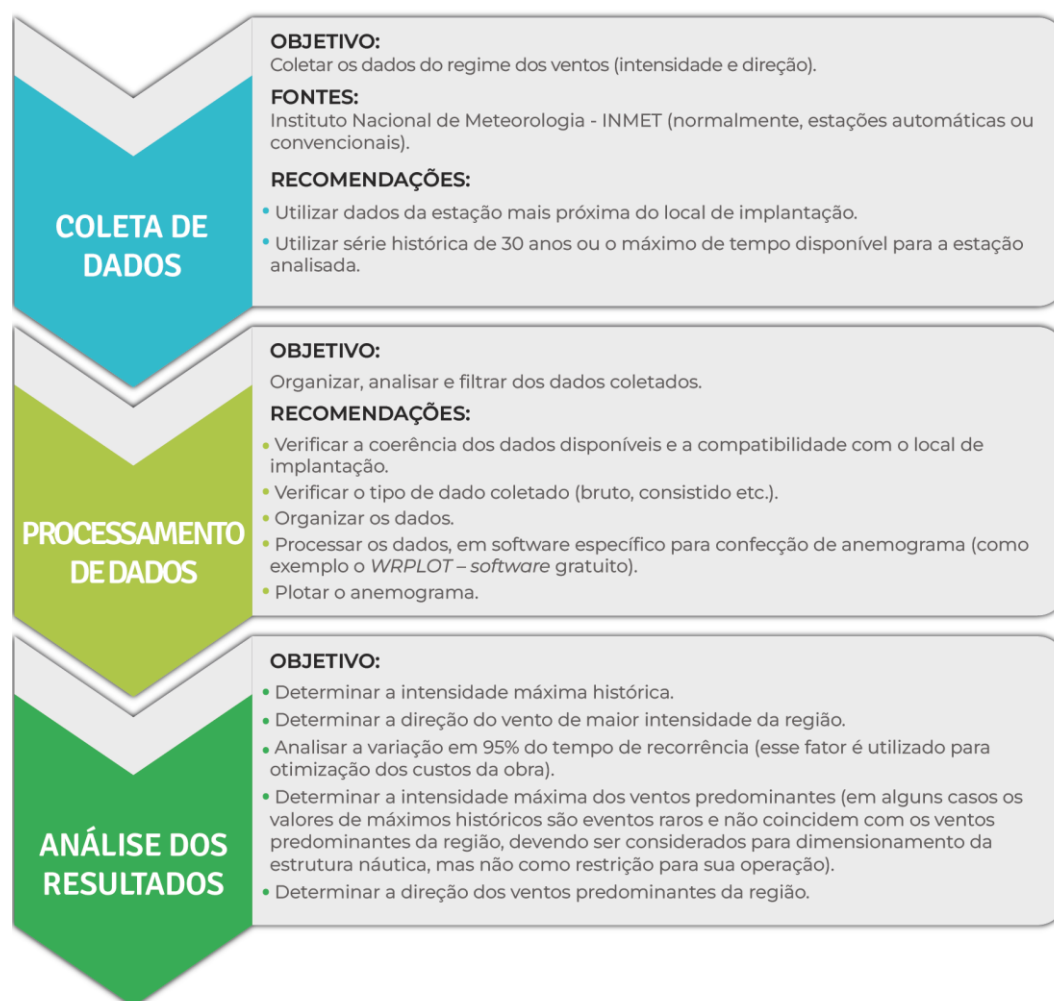 COLETA DE
DADOS
OBJETIVO:
Coletar os dados do regime dos ventos (intensidade e direção).
FONTES:
Instituto Nacional de Meteorologia - INMET (normalmente, estações automáticas ou
convencionais).
RECOMENDAÇÕES:
• Utilizar dados da estação mais próxima do local de implantação.
• Utilizar série histórica de 30 anos ou o máximo de tempo disponível para a estação
analisada.
PROCESSAMENTO
DE DADOS
OBJETIVO:
Organizar, analisar e filtrar dos dados coletados.
RECOMENDAÇÕES:
• Verificar a coerência dos dados disponíveis e a compatibilidade com o local de
implantação.
• Verificar o tipo de dado coletado (bruto, consistido etc.).
• Organizar os dados.
• Processar os dados, em software específico para confecção de anemograma (como
exemplo o WRPLOT – software gratuito).
• Plotar o anemograma.
ANÁLISE DOS
RESULTADOS
OBJETIVO:
• Determinar a intensidade máxima histórica.
• Determinar a direção do vento de maior intensidade da região.
• Analisar a variação em 95% do tempo de recorrência (esse fator é utilizado para
otimização dos custos da obra).
• Determinar a intensidade máxima dos ventos predominantes (em alguns casos os
valores de máximos históricos são eventos raros e não coincidem com os ventos
predominantes da região, devendo ser considerados para dimensionamento da
estrutura náutica, mas não como restrição para sua operação).
• Determinar a direção dos ventos predominantes da região.